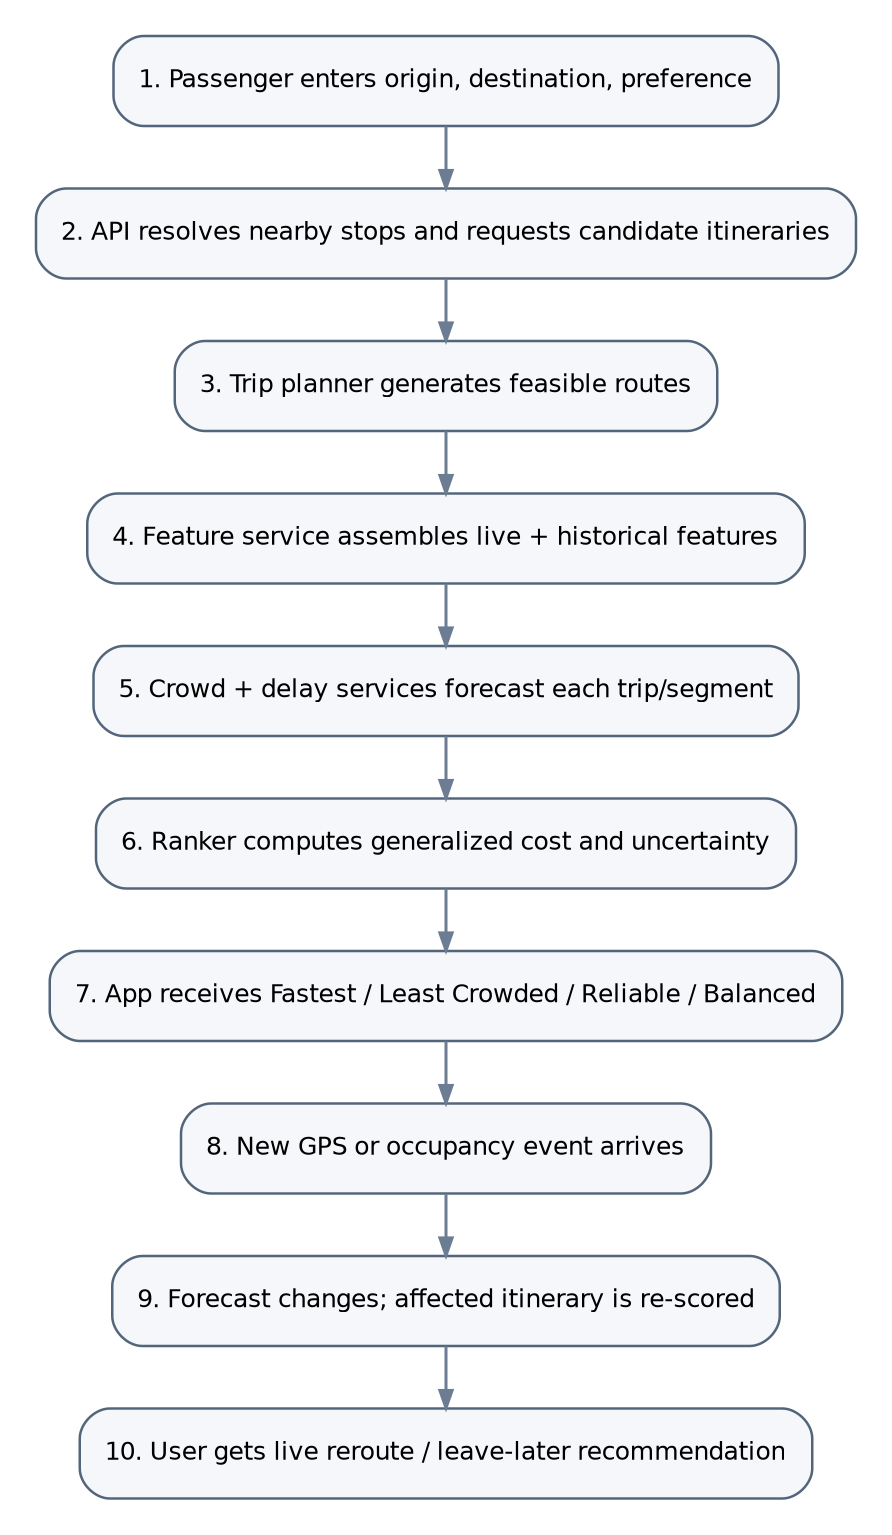 1. Passenger enters origin, destination, preference
2. API resolves nearby stops and requests candidate itineraries
3. Trip planner generates feasible routes
4. Feature service assembles live + historical features
5. Crowd + delay services forecast each trip/segment
6. Ranker computes generalized cost and uncertainty
7. App receives Fastest / Least Crowded / Reliable / Balanced
8. New GPS or occupancy event arrives
9. Forecast changes; affected itinerary is re-scored
10. User gets live reroute / leave-later recommendation